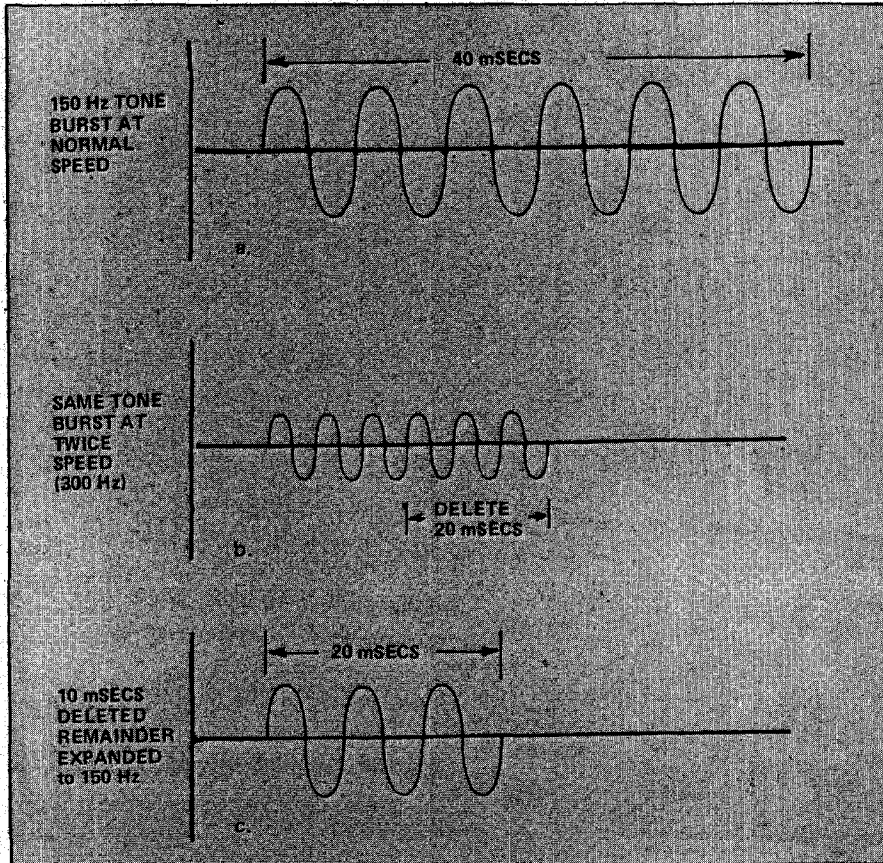 40 mSECS
150 Hz TONE
BURST AT
NORMAL
SPEED
a.
SAME TONE
BURST AT
TWICE
SPEED
(300 Hz)
DELETE
20 mSECS
b.
20 mSECS
10 mSECS
DELETED
REMAINDER
EXPANDED
to 150 Hz
c.